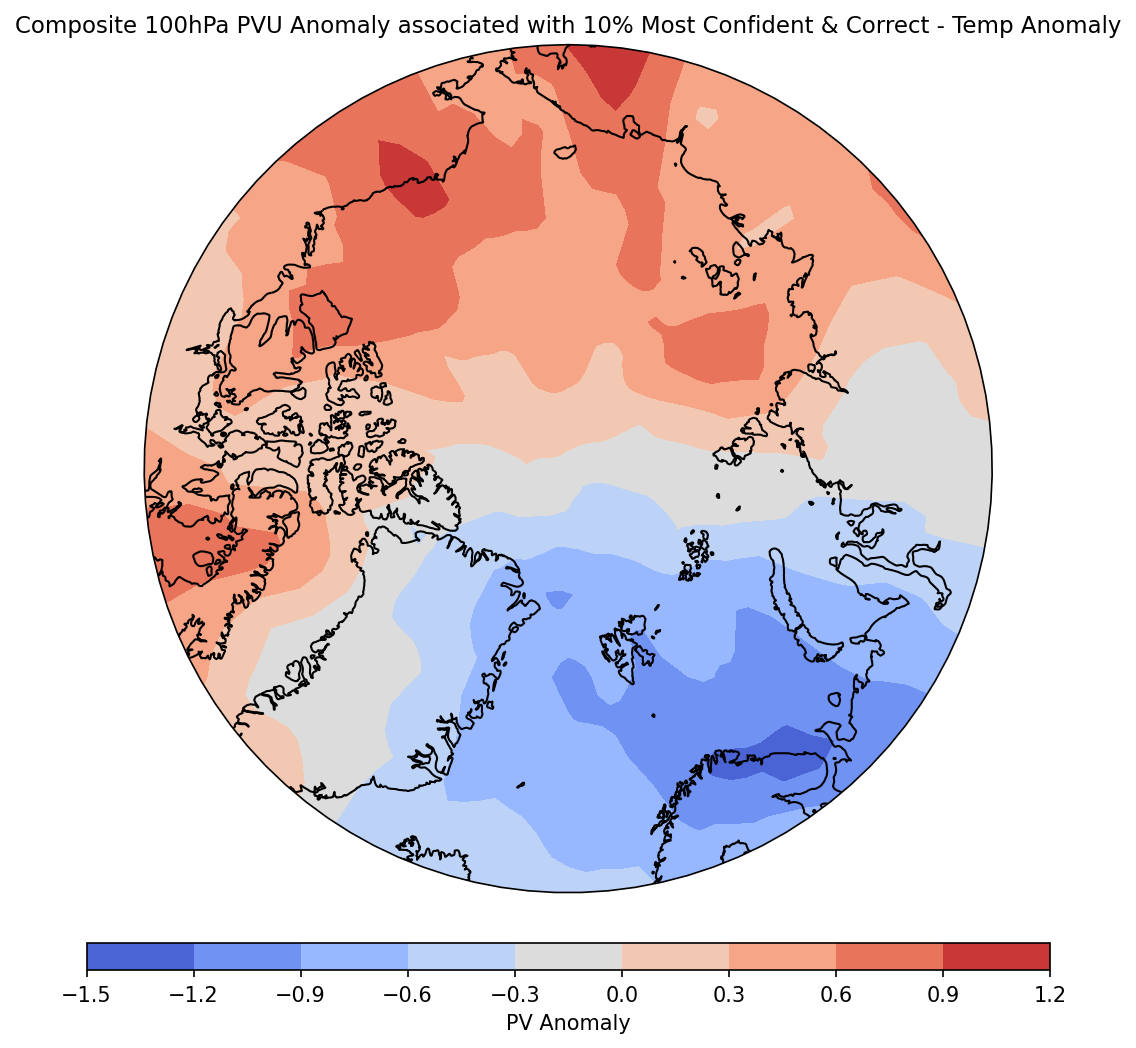 Composite 100hPa PVU Anomaly associated with 10% Most Confident & Correct - Temp Anomaly
−1.5 −1.2 −0.9 −0.6 −0.3 0.0 0.3 0.6 0.9 1.2
PV Anomaly